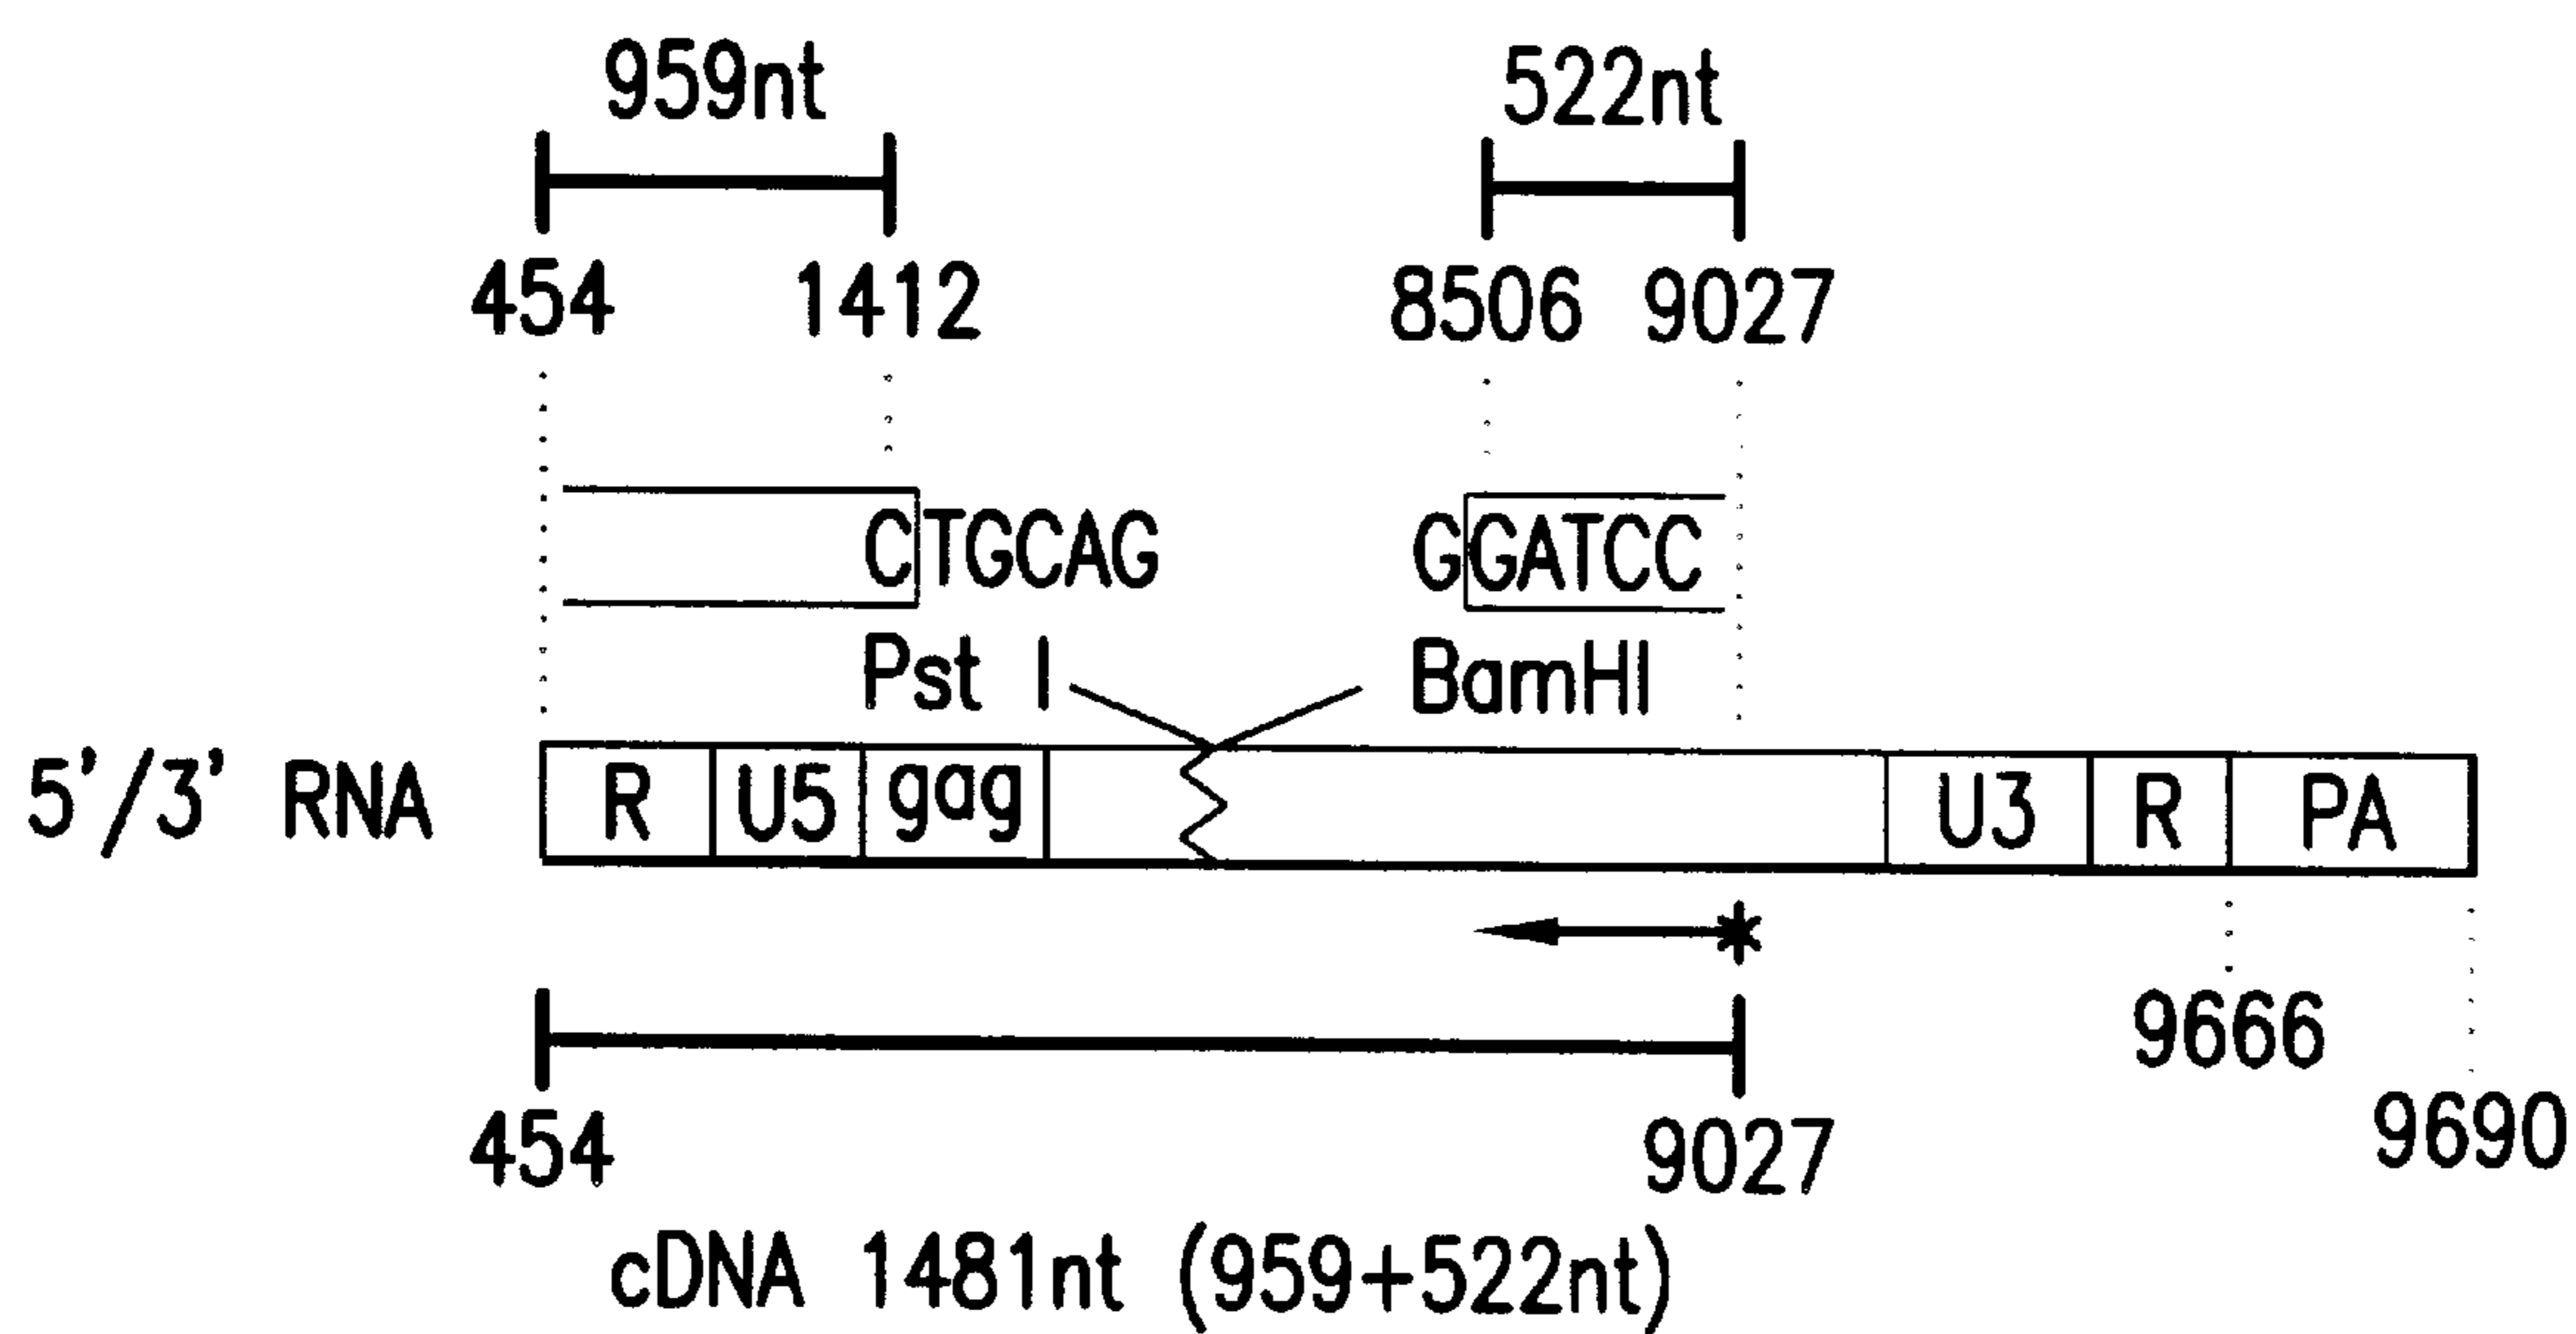 959nt 522nt
454 1412 8506 9027
CTGCAG GGATCC
Pst I BamHI
5'/3' RNA R U5 gag U3 R PA
*
454 9027 9666 9690
cDNA 1481nt (959+522nt)